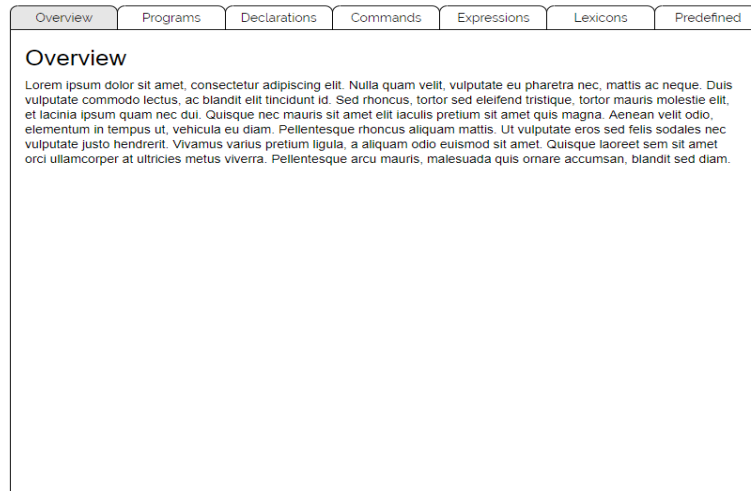 Overview Programs Declarations Commands Expressions Lexicons Predefined
Overview
Lorem ipsum dolor sit amet, consectetur adipiscing elit. Nulla quam velit, vulputate eu pharetra nec, mattis ac neque. Duis
vulputate commodo lectus, ac blandit elit tincidunt id. Sed rhoncus, tortor sed eleifend tristique, tortor mauris molestie elit,
et lacinia ipsum quam nec dui. Quisque nec mauris sit amet elit iaculis pretium sit amet quis magna. Aenean velit odio,
elementum in tempus ut, vehicula eu diam. Pellentesque rhoncus aliquam mattis. Ut vulputate eros sed felis sodales nec
vulputate justo hendrerit. Vivamus varius pretium ligula, a aliquam odio euismod sit amet. Quisque laoreet sem sit amet
orci ullamcorper at ultricies metus viverra. Pellentesque arcu mauris, malesuada quis ornare accumsan, blandit sed diam.